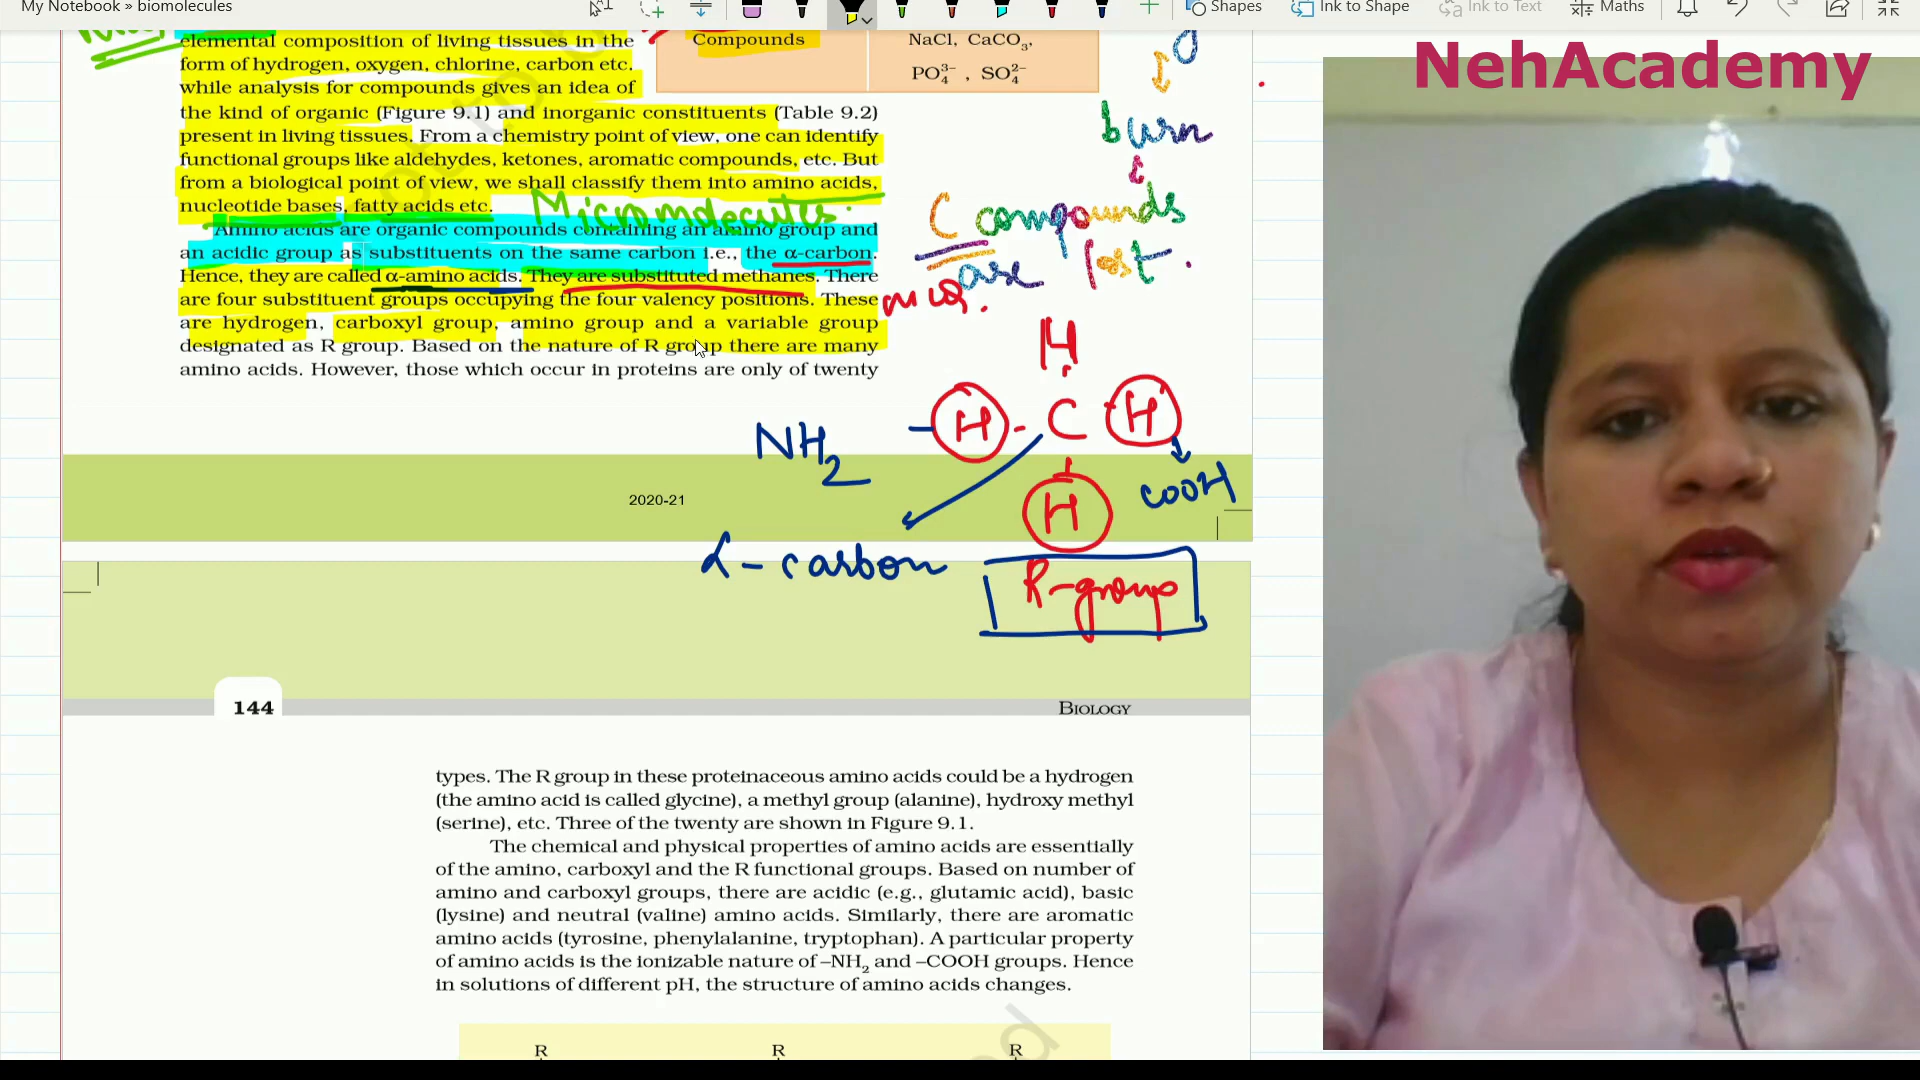 My Notebook » biomolecules
Shapes
Ink to Shape
Ink to Text
Maths
NehAcademy
elemental composition of living tissues in the
form of hydrogen, oxygen, chlorine, carbon etc.
while analysis for compounds gives an idea of
Compounds
NaCl, CaCO₃,
PO₄³⁻ , SO₄²⁻
the kind of organic (Figure 9.1) and inorganic constituents (Table 9.2)
present in living tissues. From a chemistry point of view, one can identify
functional groups like aldehydes, ketones, aromatic compounds, etc. But
from a biological point of view, we shall classify them into amino acids,
nucleotide bases, fatty acids etc.
Micromolecules.
Amino acids are organic compounds containing an amino group and
an acidic group as substituents on the same carbon i.e., the α-carbon.
Hence, they are called α-amino acids. They are substituted methanes. There
are four substituent groups occupying the four valency positions. These
are hydrogen, carboxyl group, amino group and a variable group
designated as R group. Based on the nature of R group there are many
amino acids. However, those which occur in proteins are only of twenty
burn
C compounds
are lost.
mcq.
H
NH₂ - H - C H
COOH
H
α - carbon
R-group
2020-21
144
BIOLOGY
types. The R group in these proteinaceous amino acids could be a hydrogen
(the amino acid is called glycine), a methyl group (alanine), hydroxy methyl
(serine), etc. Three of the twenty are shown in Figure 9.1.
The chemical and physical properties of amino acids are essentially
of the amino, carboxyl and the R functional groups. Based on number of
amino and carboxyl groups, there are acidic (e.g., glutamic acid), basic
(lysine) and neutral (valine) amino acids. Similarly, there are aromatic
amino acids (tyrosine, phenylalanine, tryptophan). A particular property
of amino acids is the ionizable nature of –NH₂ and –COOH groups. Hence
in solutions of different pH, the structure of amino acids changes.
R R R